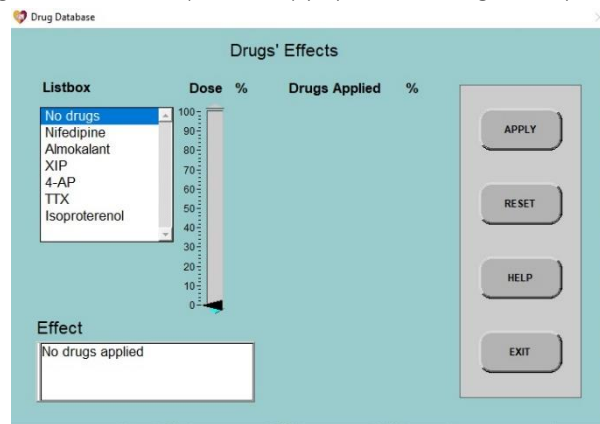 Drug Database
Drugs' Effects
Listbox
Dose %
Drugs Applied %
No drugs
Nifedipine
Almokalant
XIP
4-AP
TTX
Isoproterenol
100
90
80
70
60
50
40
30
20
10
0
APPLY
RESET
HELP
EXIT
Effect
No drugs applied